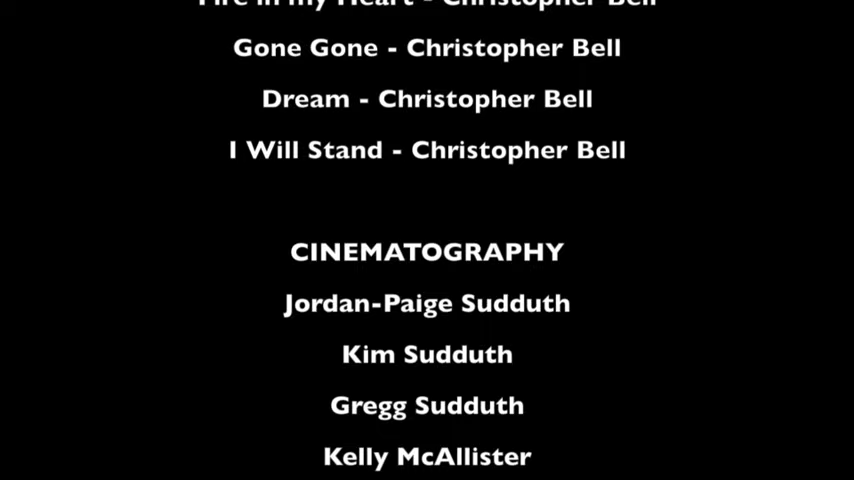 Fire in my Heart - Christopher Bell
Gone Gone - Christopher Bell
Dream - Christopher Bell
I Will Stand - Christopher Bell
CINEMATOGRAPHY
Jordan-Paige Sudduth
Kim Sudduth
Gregg Sudduth
Kelly McAllister